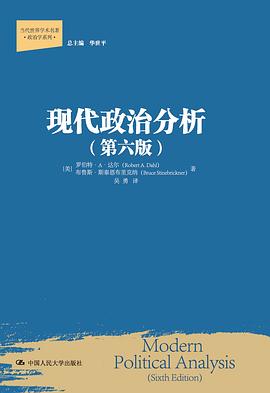 当代世界学术名著
·政治学系列·
总主编 华世平
现代政治分析
(第六版)
[美] 罗伯特·A·达尔(Robert A. Dahl)
布鲁斯·斯泰恩布里克纳(Bruce Stinebrickner) 著
吴勇 译
Modern
Political Analysis
(Sixth Edition)
中国人民大学出版社